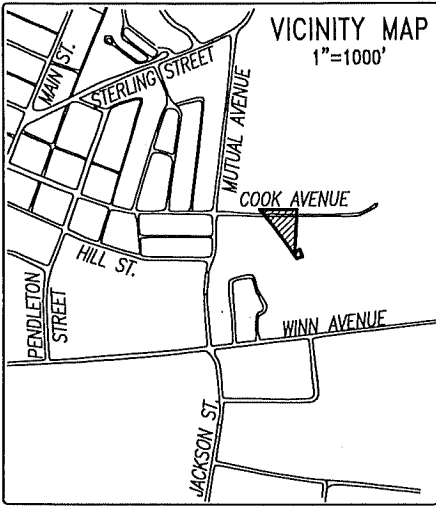 VICINITY MAP
1"=1000'
MAIN ST.
STERLING STREET
MUTUAL AVENUE
COOK AVENUE
HILL ST.
PENDLETON
STREET
WINN AVENUE
JACKSON ST.